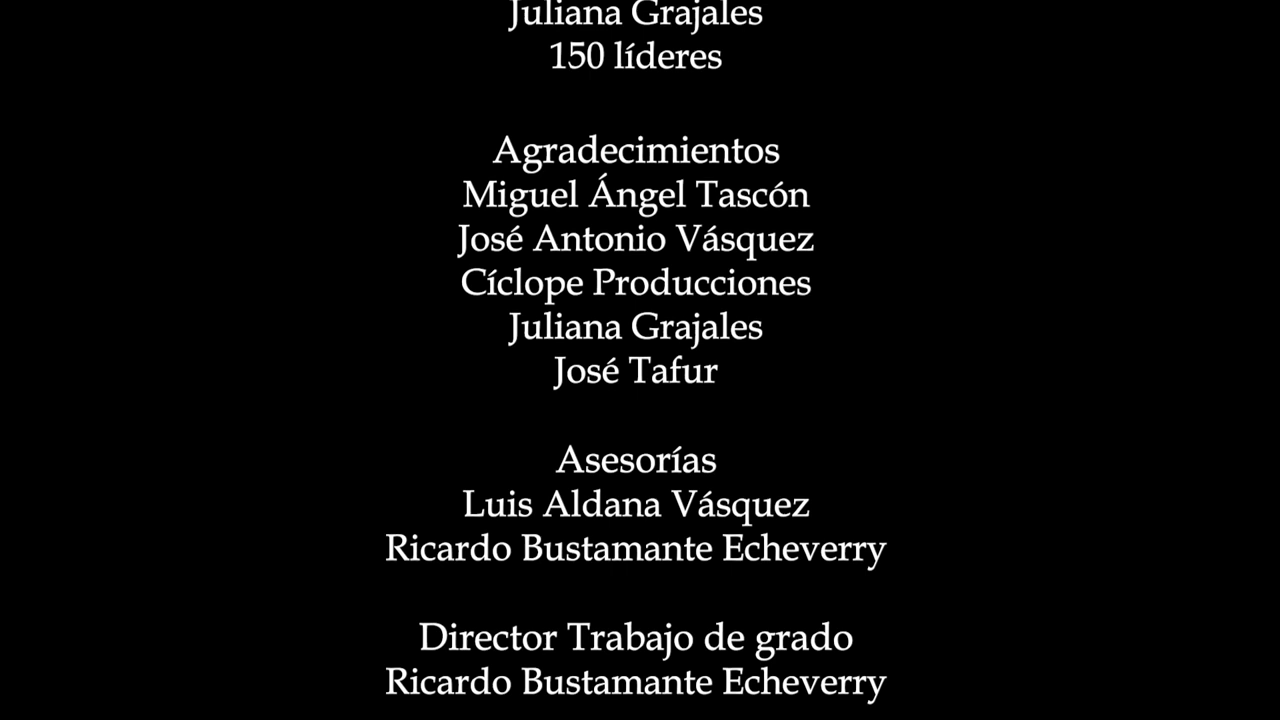 Juliana Grajales
150 líderes
Agradecimientos
Miguel Ángel Tascón
José Antonio Vásquez
Cíclope Producciones
Juliana Grajales
José Tafur
Asesorías
Luis Aldana Vásquez
Ricardo Bustamante Echeverry
Director Trabajo de grado
Ricardo Bustamante Echeverry